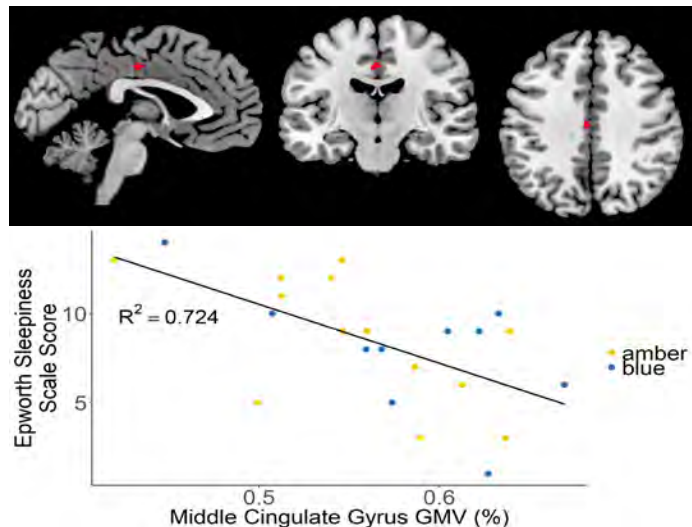 Epworth Sleepiness
Scale Score
10
5
R² = 0.724
amber
blue
0.5
0.6
Middle Cingulate Gyrus GMV (%)